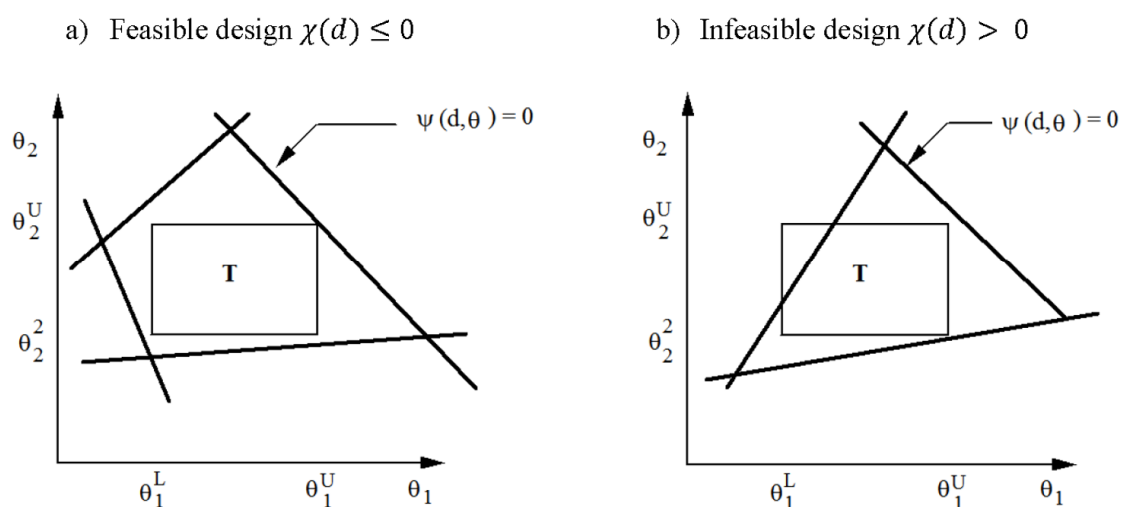 a) Feasible design χ(d) ≤ 0
ψ (d,θ ) = 0
θ₂
θ₂ᵁ
T
θ₂²
θ₁ᴸ
θ₁ᵁ
θ₁
b) Infeasible design χ(d) > 0
ψ (d,θ ) = 0
θ₂
θ₂ᵁ
T
θ₂²
θ₁ᴸ
θ₁ᵁ
θ₁